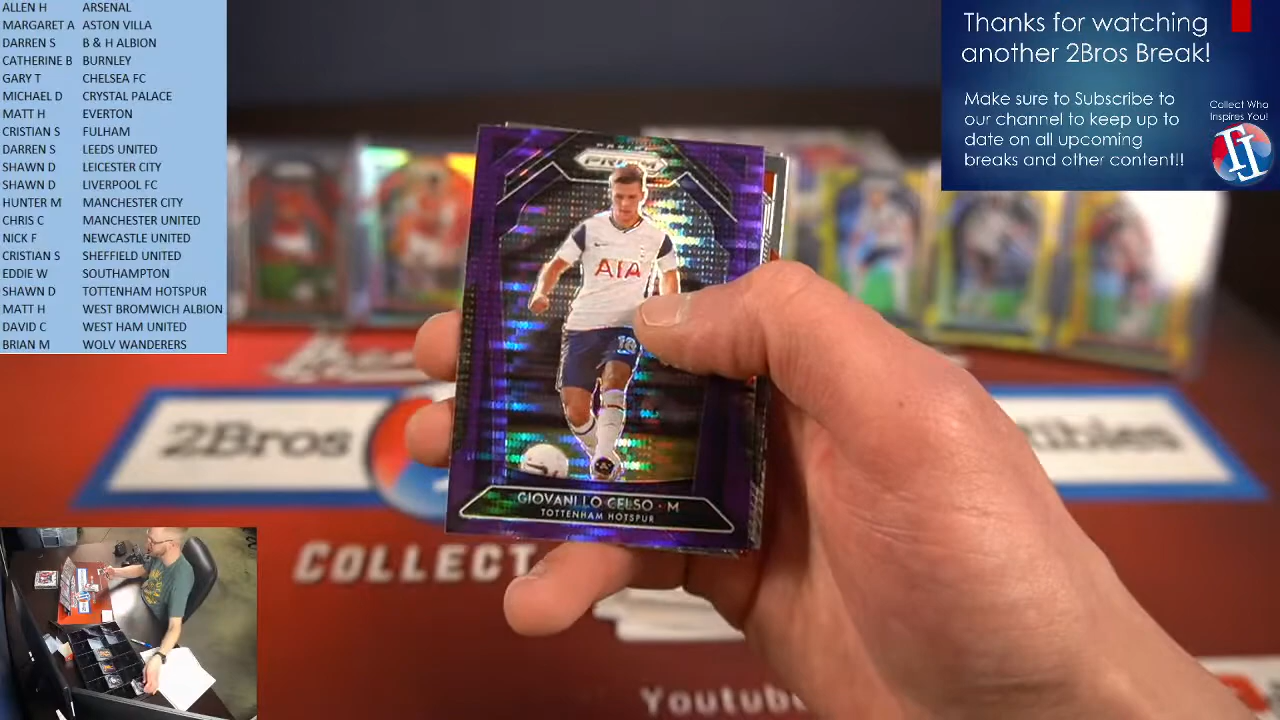 ALLEN H ARSENAL
MARGARET A ASTON VILLA
DARREN S B & H ALBION
CATHERINE B BURNLEY
GARY T CHELSEA FC
MICHAEL D CRYSTAL PALACE
MATT H EVERTON
CRISTIAN S FULHAM
DARREN S LEEDS UNITED
SHAWN D LEICESTER CITY
SHAWN D LIVERPOOL FC
HUNTER M MANCHESTER CITY
CHRIS C MANCHESTER UNITED
NICK F NEWCASTLE UNITED
CRISTIAN S SHEFFIELD UNITED
EDDIE W SOUTHAMPTON
SHAWN D TOTTENHAM HOTSPUR
MATT H WEST BROMWICH ALBION
DAVID C WEST HAM UNITED
BRIAN M WOLV WANDERERS
Thanks for watching
another 2Bros Break!
Make sure to Subscribe to
our channel to keep up to
date on all upcoming
breaks and other content!!
Collect Who
Inspires You!
PANINI
PRIZM
AIA
18
GIOVANI LO CELSO · M
TOTTENHAM HOTSPUR
2Bros
COLLECT
Youtube